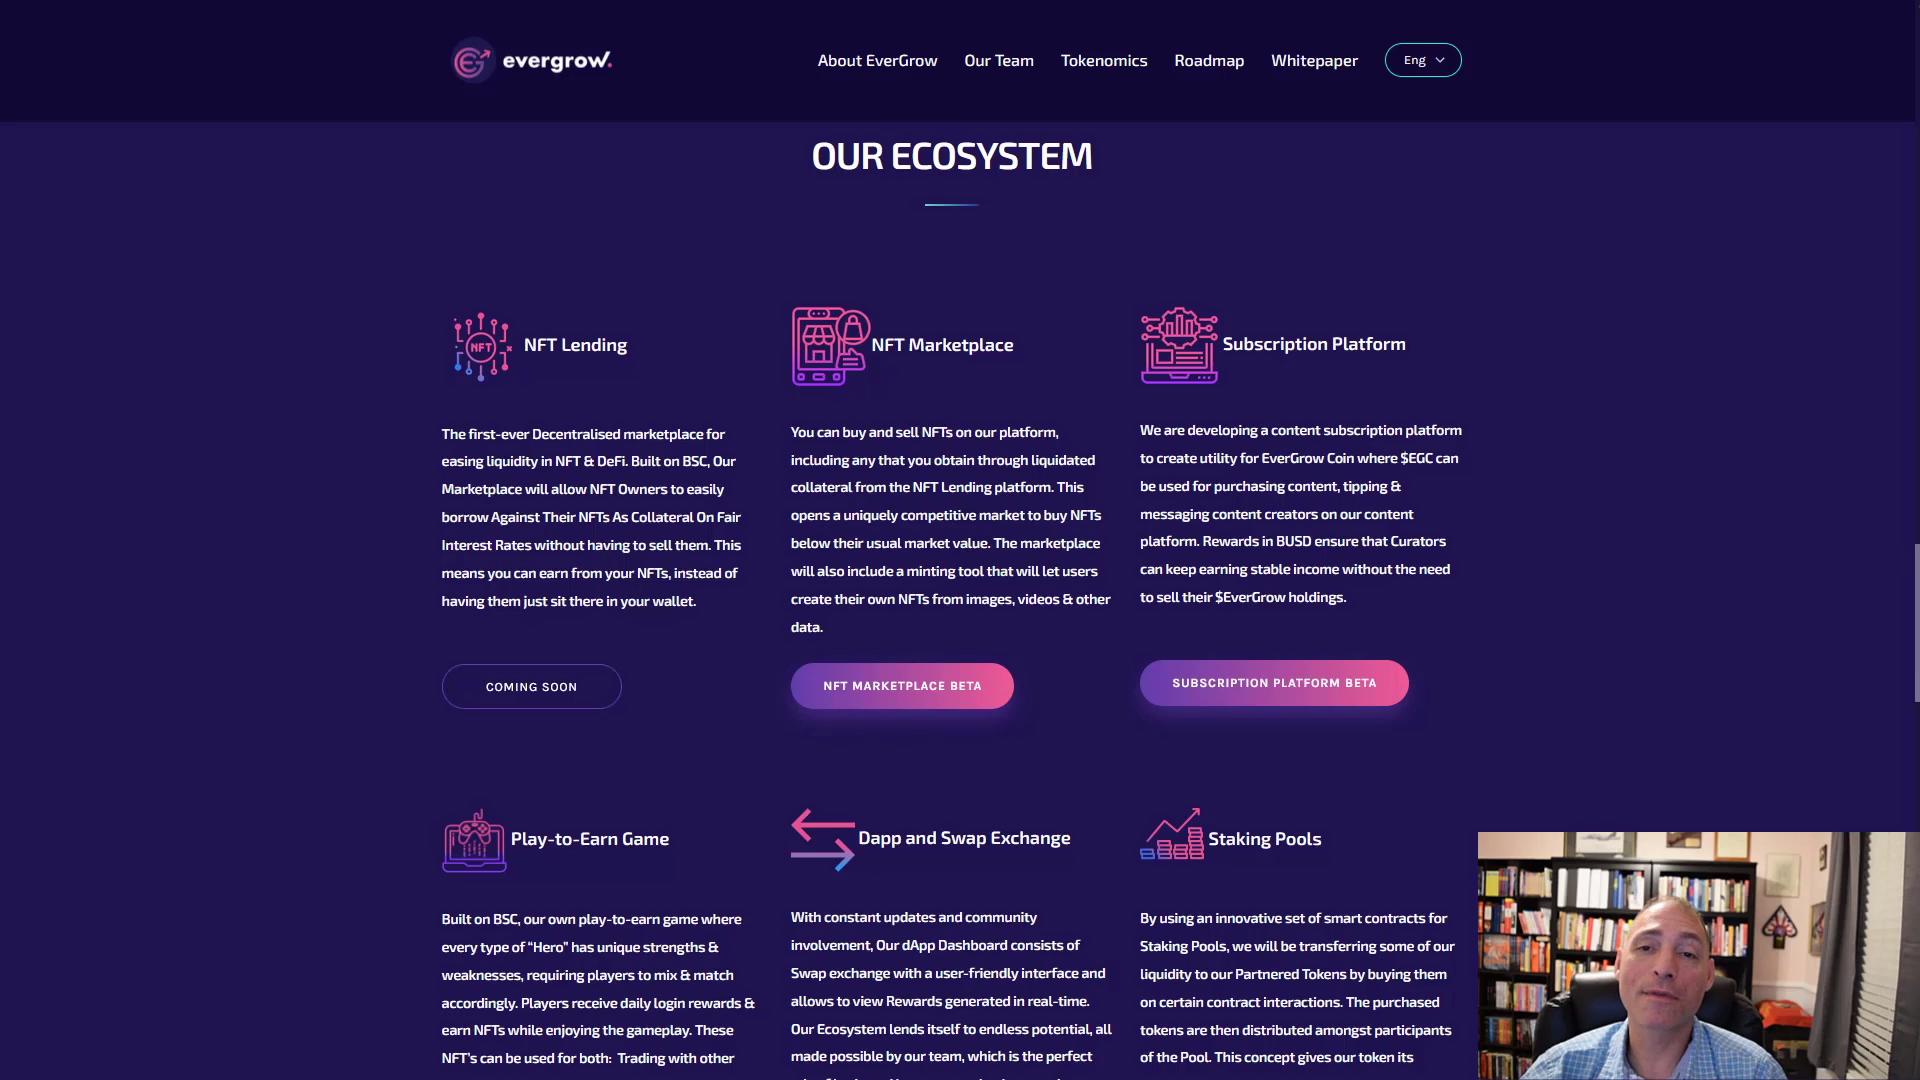 evergrow.
About EverGrow
Our Team
Tokenomics
Roadmap
Whitepaper
Eng
OUR ECOSYSTEM
NFT
NFT Lending
The first-ever Decentralised marketplace for
easing liquidity in NFT & DeFi. Built on BSC, Our
Marketplace will allow NFT Owners to easily
borrow Against Their NFTs As Collateral On Fair
Interest Rates without having to sell them. This
means you can earn from your NFTs, instead of
having them just sit there in your wallet.
COMING SOON
NFT Marketplace
You can buy and sell NFTs on our platform,
including any that you obtain through liquidated
collateral from the NFT Lending platform. This
opens a uniquely competitive market to buy NFTs
below their usual market value. The marketplace
will also include a minting tool that will let users
create their own NFTs from images, videos & other
data.
NFT MARKETPLACE BETA
Subscription Platform
We are developing a content subscription platform
to create utility for EverGrow Coin where $EGC can
be used for purchasing content, tipping &
messaging content creators on our content
platform. Rewards in BUSD ensure that Curators
can keep earning stable income without the need
to sell their $EverGrow holdings.
SUBSCRIPTION PLATFORM BETA
Play-to-Earn Game
Built on BSC, our own play-to-earn game where
every type of “Hero” has unique strengths &
weaknesses, requiring players to mix & match
accordingly. Players receive daily login rewards &
earn NFTs while enjoying the gameplay. These
NFT’s can be used for both:  Trading with other
Dapp and Swap Exchange
With constant updates and community
involvement, Our dApp Dashboard consists of
Swap exchange with a user-friendly interface and
allows to view Rewards generated in real-time.
Our Ecosystem lends itself to endless potential, all
made possible by our team, which is the perfect
Staking Pools
By using an innovative set of smart contracts for
Staking Pools, we will be transferring some of our
liquidity to our Partnered Tokens by buying them
on certain contract interactions. The purchased
tokens are then distributed amongst participants
of the Pool. This concept gives our token its